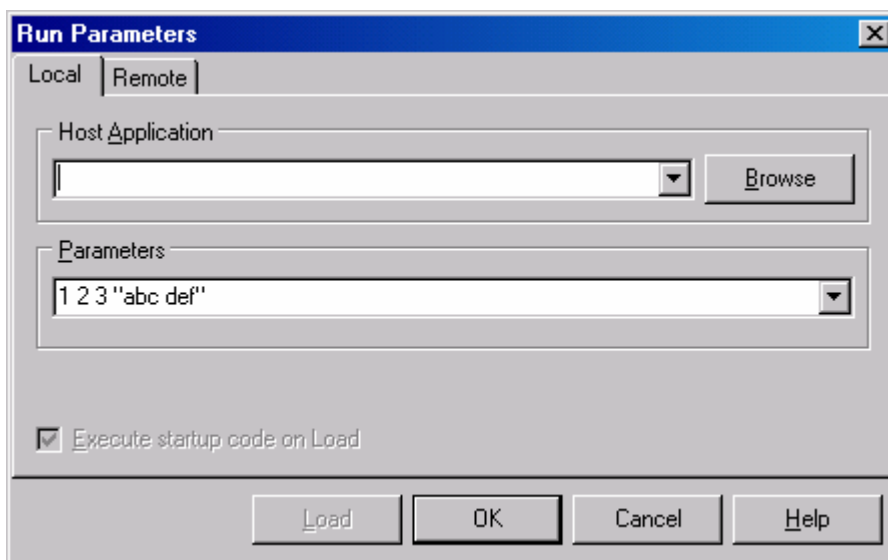 Run Parameters
Local Remote
Host Application
Browse
Parameters
1 2 3 "abc def"
Execute startup code on Load
Load OK Cancel Help